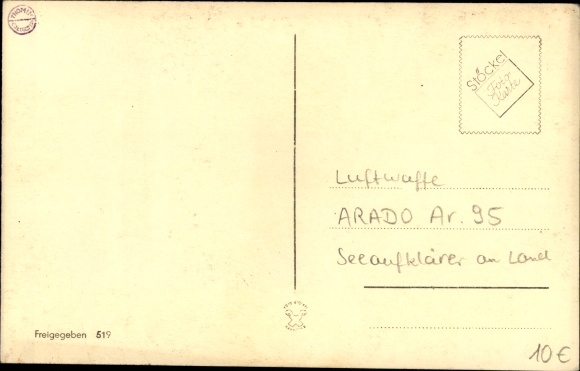 Stöckel
Foto
Karte
Luftwaffe
ARADO Ar. 95
Seeaufklärer an Land
Freigegeben 519
10 €